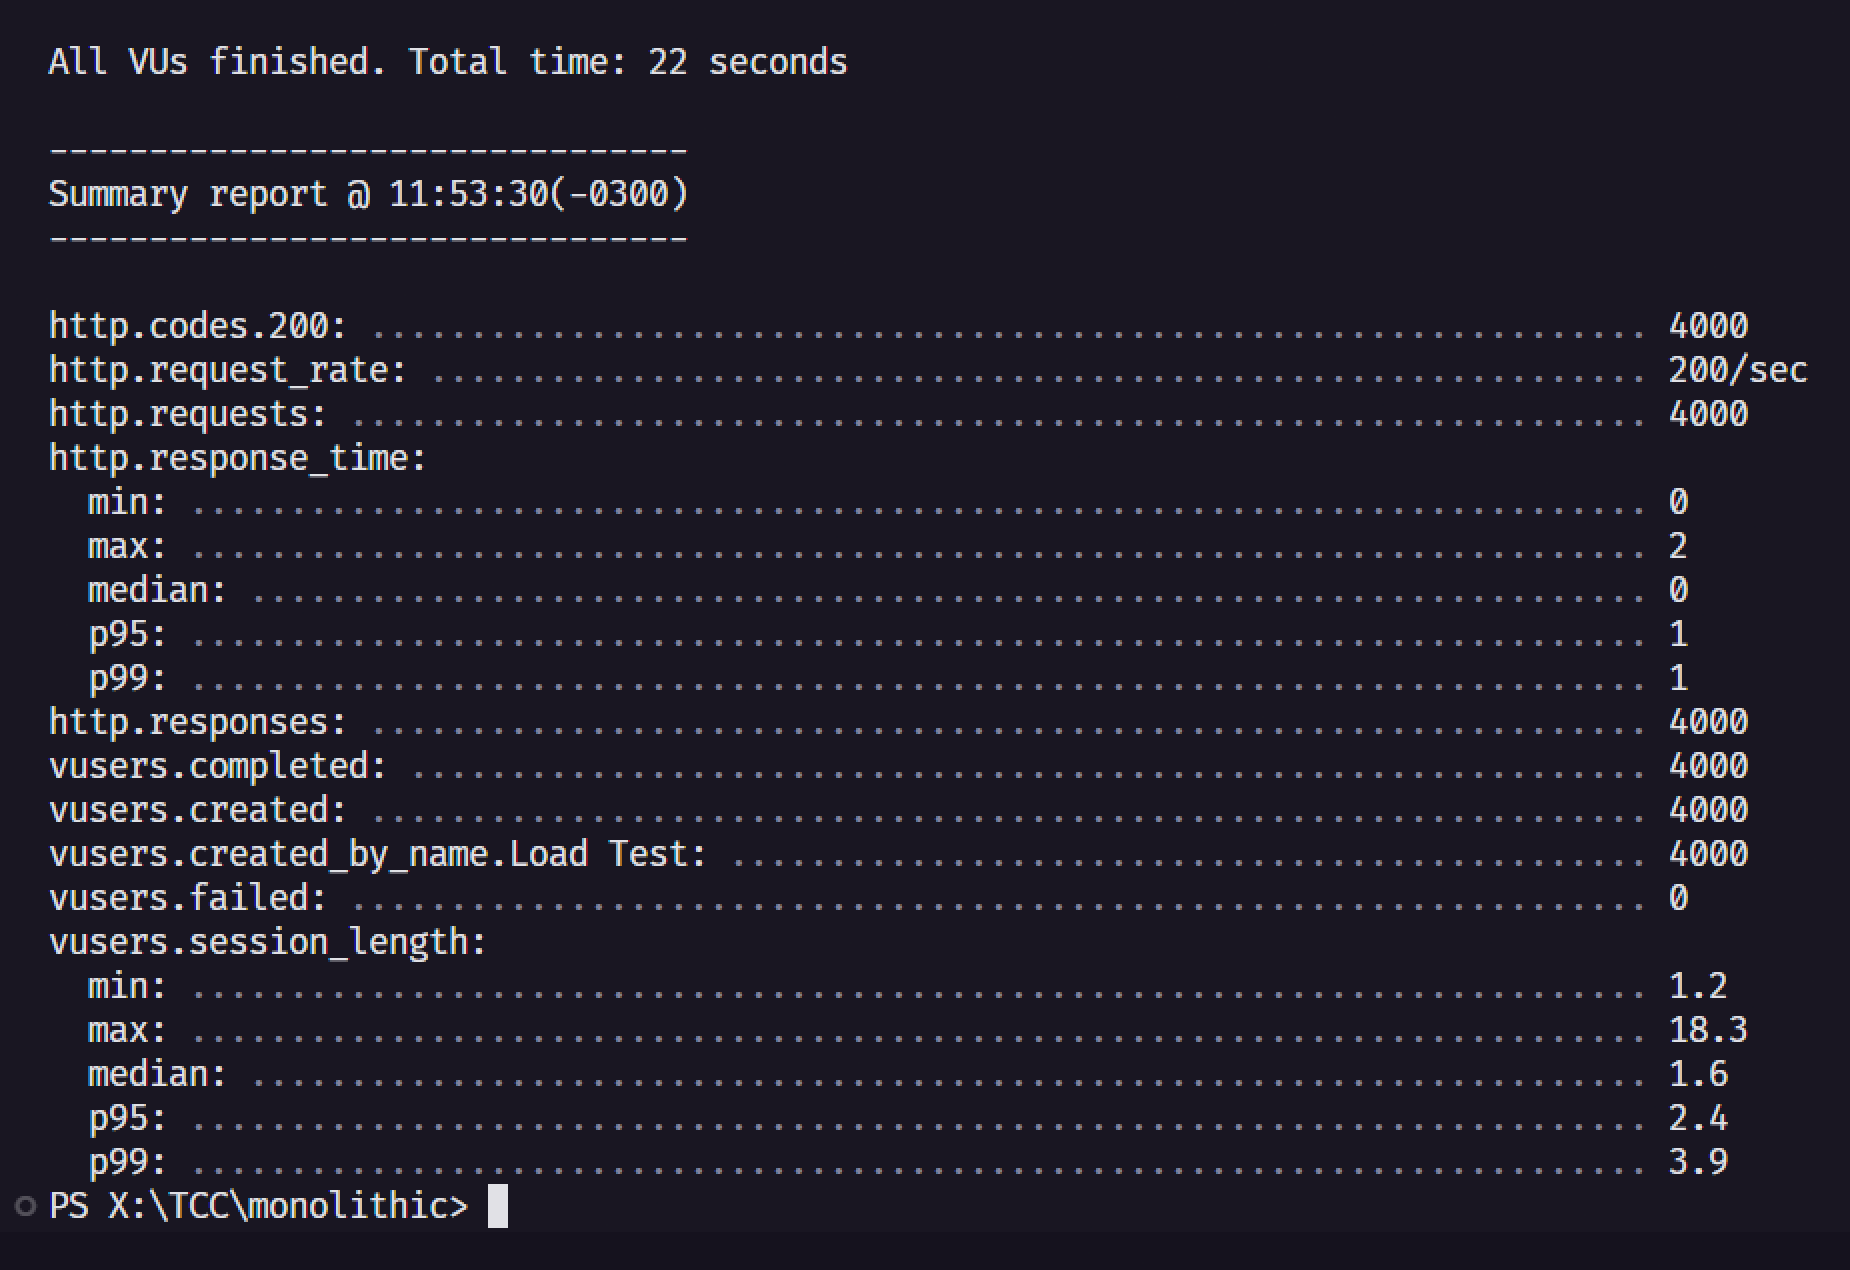 All VUs finished. Total time: 22 seconds
--------------------------------
Summary report @ 11:53:30(-0300)
--------------------------------
http.codes.200: ................................................................ 4000
http.request_rate: ............................................................. 200/sec
http.requests: ................................................................. 4000
http.response_time:
  min: ......................................................................... 0
  max: ......................................................................... 2
  median: ...................................................................... 0
  p95: ......................................................................... 1
  p99: ......................................................................... 1
http.responses: ................................................................ 4000
vusers.completed: .............................................................. 4000
vusers.created: ................................................................ 4000
vusers.created_by_name.Load Test: .............................................. 4000
vusers.failed: ................................................................. 0
vusers.session_length:
  min: ......................................................................... 1.2
  max: ......................................................................... 18.3
  median: ...................................................................... 1.6
  p95: ......................................................................... 2.4
  p99: ......................................................................... 3.9
PS X:\TCC\monolithic>